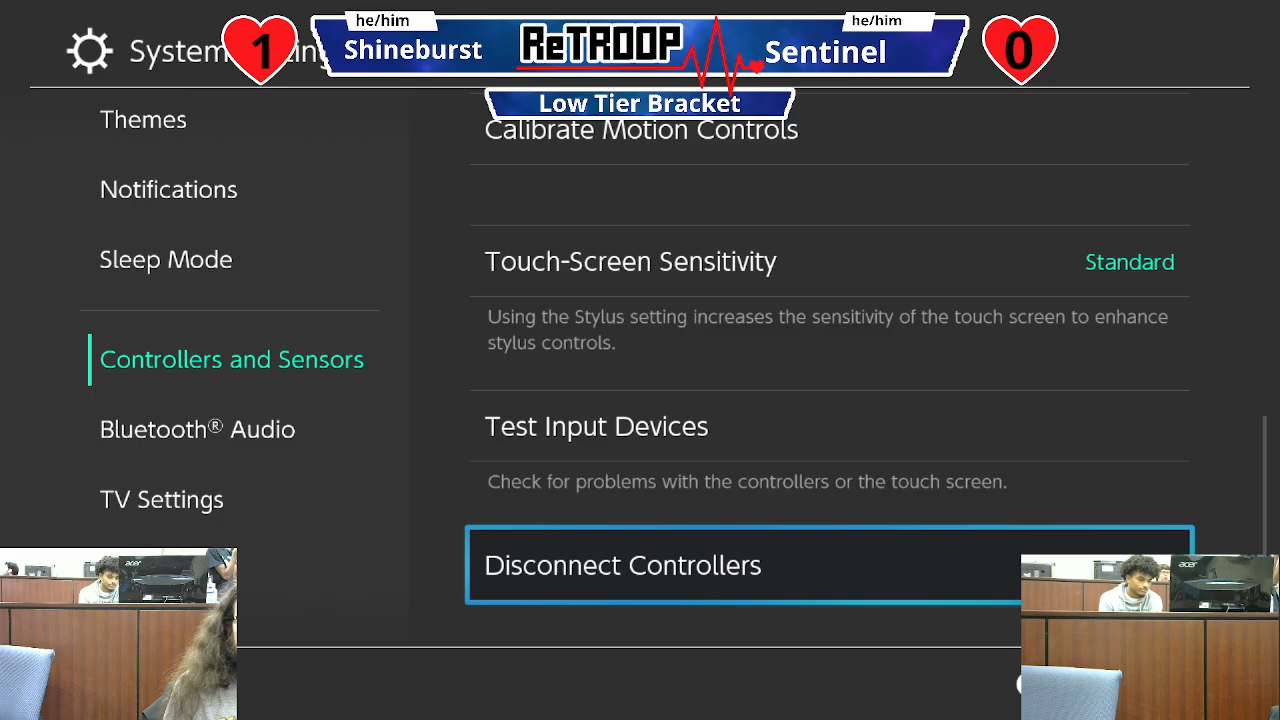 he/him
he/him
System
1
Shineburst
ReTROOP
Sentinel
0
Low Tier Bracket
Themes
Notifications
Sleep Mode
Controllers and Sensors
Bluetooth® Audio
TV Settings
Calibrate Motion Controls
Touch-Screen Sensitivity Standard
Using the Stylus setting increases the sensitivity of the touch screen to enhance
stylus controls.
Test Input Devices
Check for problems with the controllers or the touch screen.
Disconnect Controllers
acer
acer